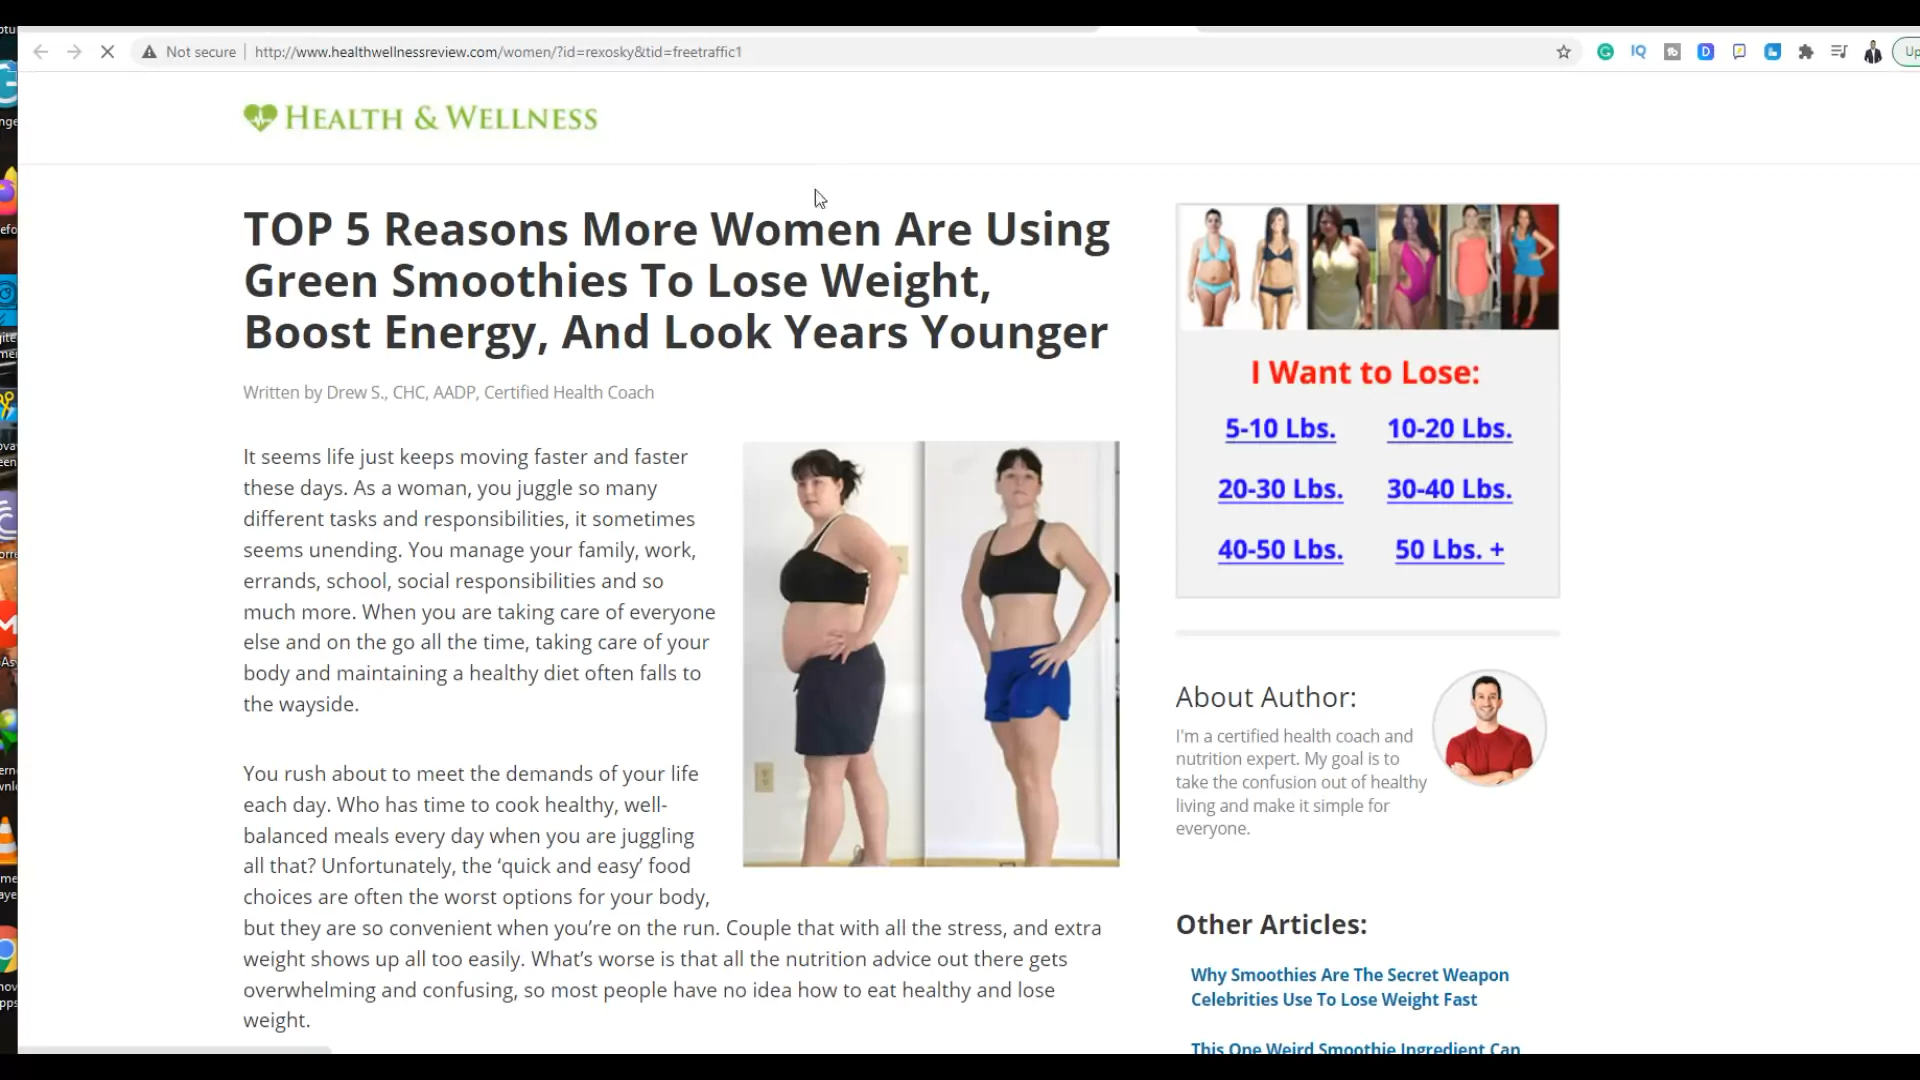 Not secure
http://www.healthwellnessreview.com/women/?id=rexosky&tid=freetraffic1
IQ
D
Up
HEALTH & WELLNESS
TOP 5 Reasons More Women Are Using
Green Smoothies To Lose Weight,
Boost Energy, And Look Years Younger
Written by Drew S., CHC, AADP, Certified Health Coach
It seems life just keeps moving faster and faster
these days. As a woman, you juggle so many
different tasks and responsibilities, it sometimes
seems unending. You manage your family, work,
errands, school, social responsibilities and so
much more. When you are taking care of everyone
else and on the go all the time, taking care of your
body and maintaining a healthy diet often falls to
the wayside.
You rush about to meet the demands of your life
each day. Who has time to cook healthy, well-
balanced meals every day when you are juggling
all that? Unfortunately, the ‘quick and easy’ food
choices are often the worst options for your body,
but they are so convenient when you’re on the run. Couple that with all the stress, and extra
weight shows up all too easily. What’s worse is that all the nutrition advice out there gets
overwhelming and confusing, so most people have no idea how to eat healthy and lose
weight.
I Want to Lose:
5-10 Lbs. 10-20 Lbs.
20-30 Lbs. 30-40 Lbs.
40-50 Lbs. 50 Lbs. +
About Author:
I'm a certified health coach and
nutrition expert. My goal is to
take the confusion out of healthy
living and make it simple for
everyone.
Other Articles:
Why Smoothies Are The Secret Weapon
Celebrities Use To Lose Weight Fast
This One Weird Smoothie Ingredient Can